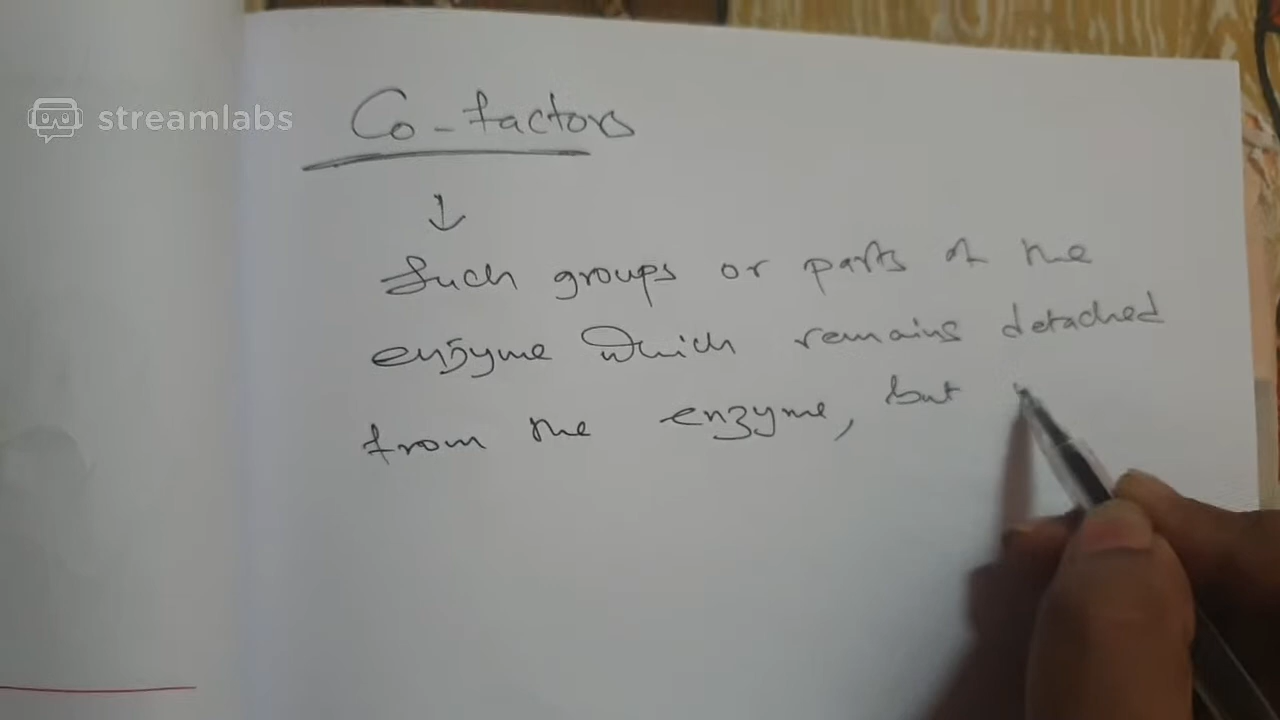 streamlabs
Co-factors
↓
Such groups or parts of the
enzyme which remains detached
from the enzyme, but